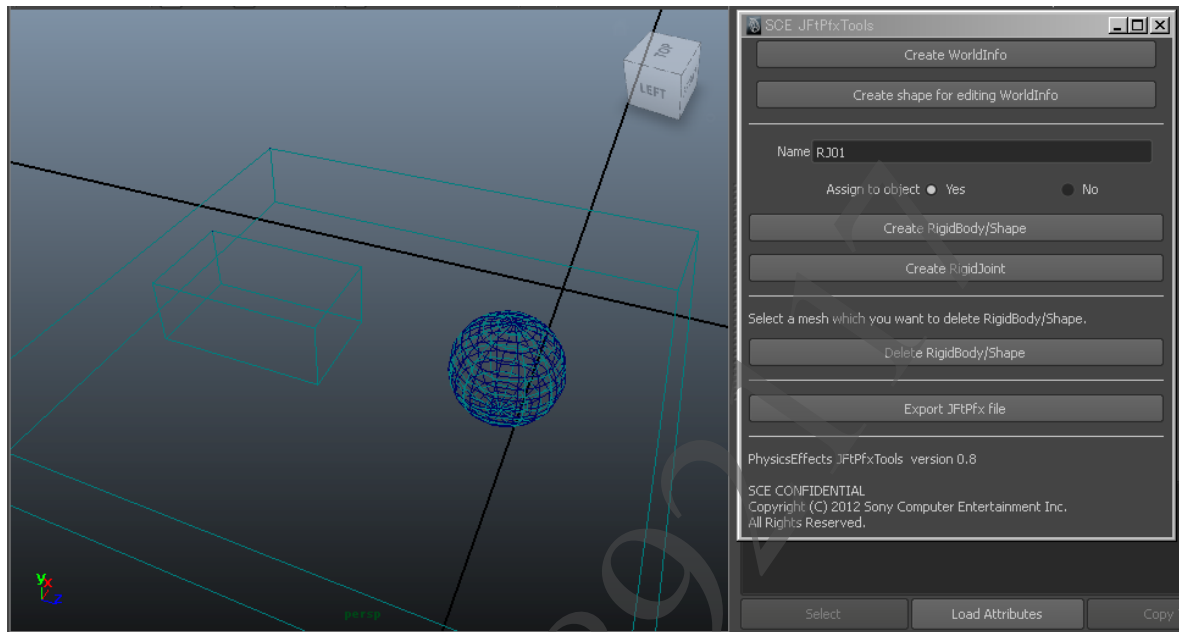 TOP
LEFT
persp
y
x
z
SCE JFtPfxTools
Create WorldInfo
Create shape for editing WorldInfo
Name RJ01
Assign to object Yes No
Create RigidBody/Shape
Create RigidJoint
Select a mesh which you want to delete RigidBody/Shape.
Delete RigidBody/Shape
Export JFtPfx file
PhysicsEffects JFtPfxTools version 0.8
SCE CONFIDENTIAL
Copyright (C) 2012 Sony Computer Entertainment Inc.
All Rights Reserved.
Select Load Attributes Copy